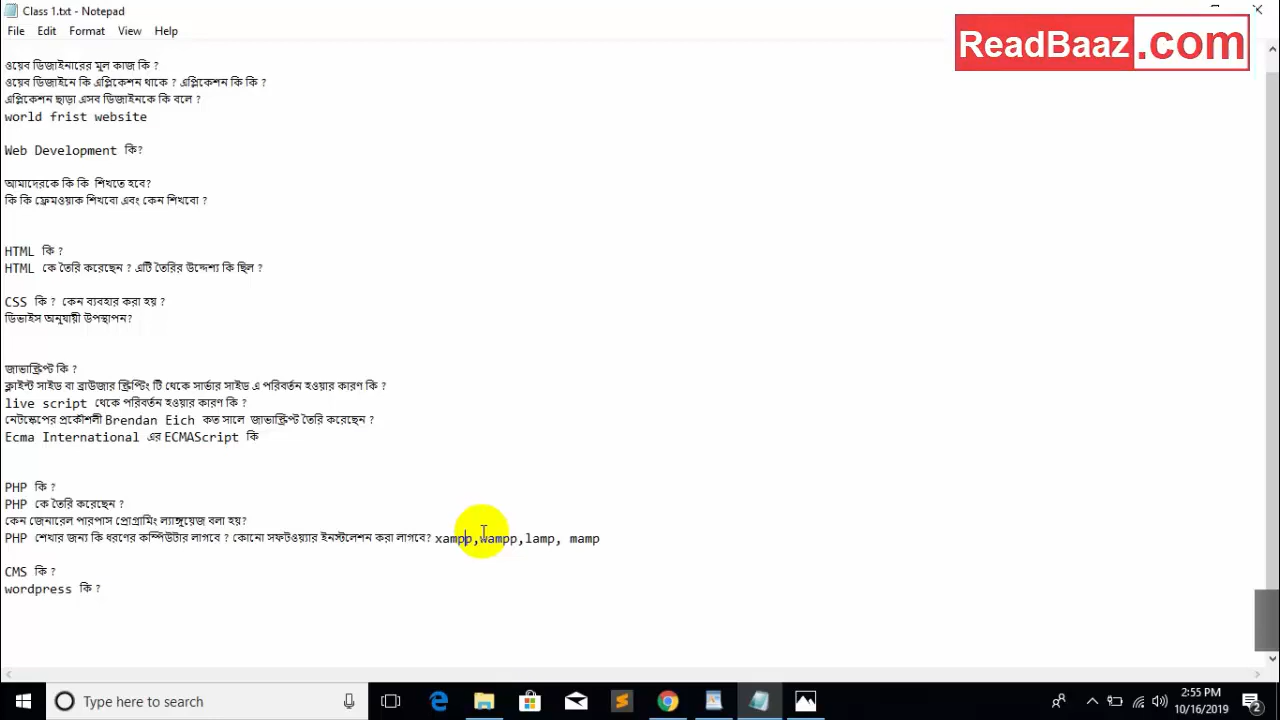 Class 1.txt - Notepad
File Edit Format View Help
ReadBaaz.com
ওয়েব ডিজাইনারের মুল কাজ কি ?
ওয়েব ডিজাইনে কি এপ্লিকেশন থাকে ? এপ্লিকেশন কি কি ?
এপ্লিকেশন ছাড়া এসব ডিজাইনকে কি বলে ?
world frist website
Web Development কি?
আমাদেরকে কি কি শিখতে হবে?
কি কি ফ্রেমওয়াক শিখবো এবং কেন শিখবো ?
HTML কি ?
HTML কে তৈরি করেছেন ? এটি তৈরির উদ্দেশ্য কি ছিল ?
CSS কি ? কেন ব্যবহার করা হয় ?
ডিভাইস অনুযায়ী উপস্থাপন?
জাভাস্ক্রিপ্ট কি ?
ক্লাইন্ট সাইড বা ব্রাউজার স্ক্রিপ্টিং টি থেকে সার্ভার সাইড এ পরিবর্তন হওয়ার কারণ কি ?
live script থেকে পরিবর্তন হওয়ার কারণ কি ?
নেটস্কেপের প্রকৌশলী Brendan Eich কত সালে জাভাস্ক্রিপ্ট তৈরি করেছেন ?
Ecma International এর ECMAScript কি
PHP কি ?
PHP কে তৈরি করেছেন ?
কেন জেনারেল পারপাস প্রোগ্রামিং ল্যাঙ্গুয়েজ বলা হয়?
PHP শেখার জন্য কি ধরণের কম্পিউটার লাগবে ? কোনো সফটওয়্যার ইনস্টলেশন করা লাগবে? xampp,wampp,lamp, mamp
CMS কি ?
wordpress কি ?
Type here to search
2:55 PM
10/16/2019
2